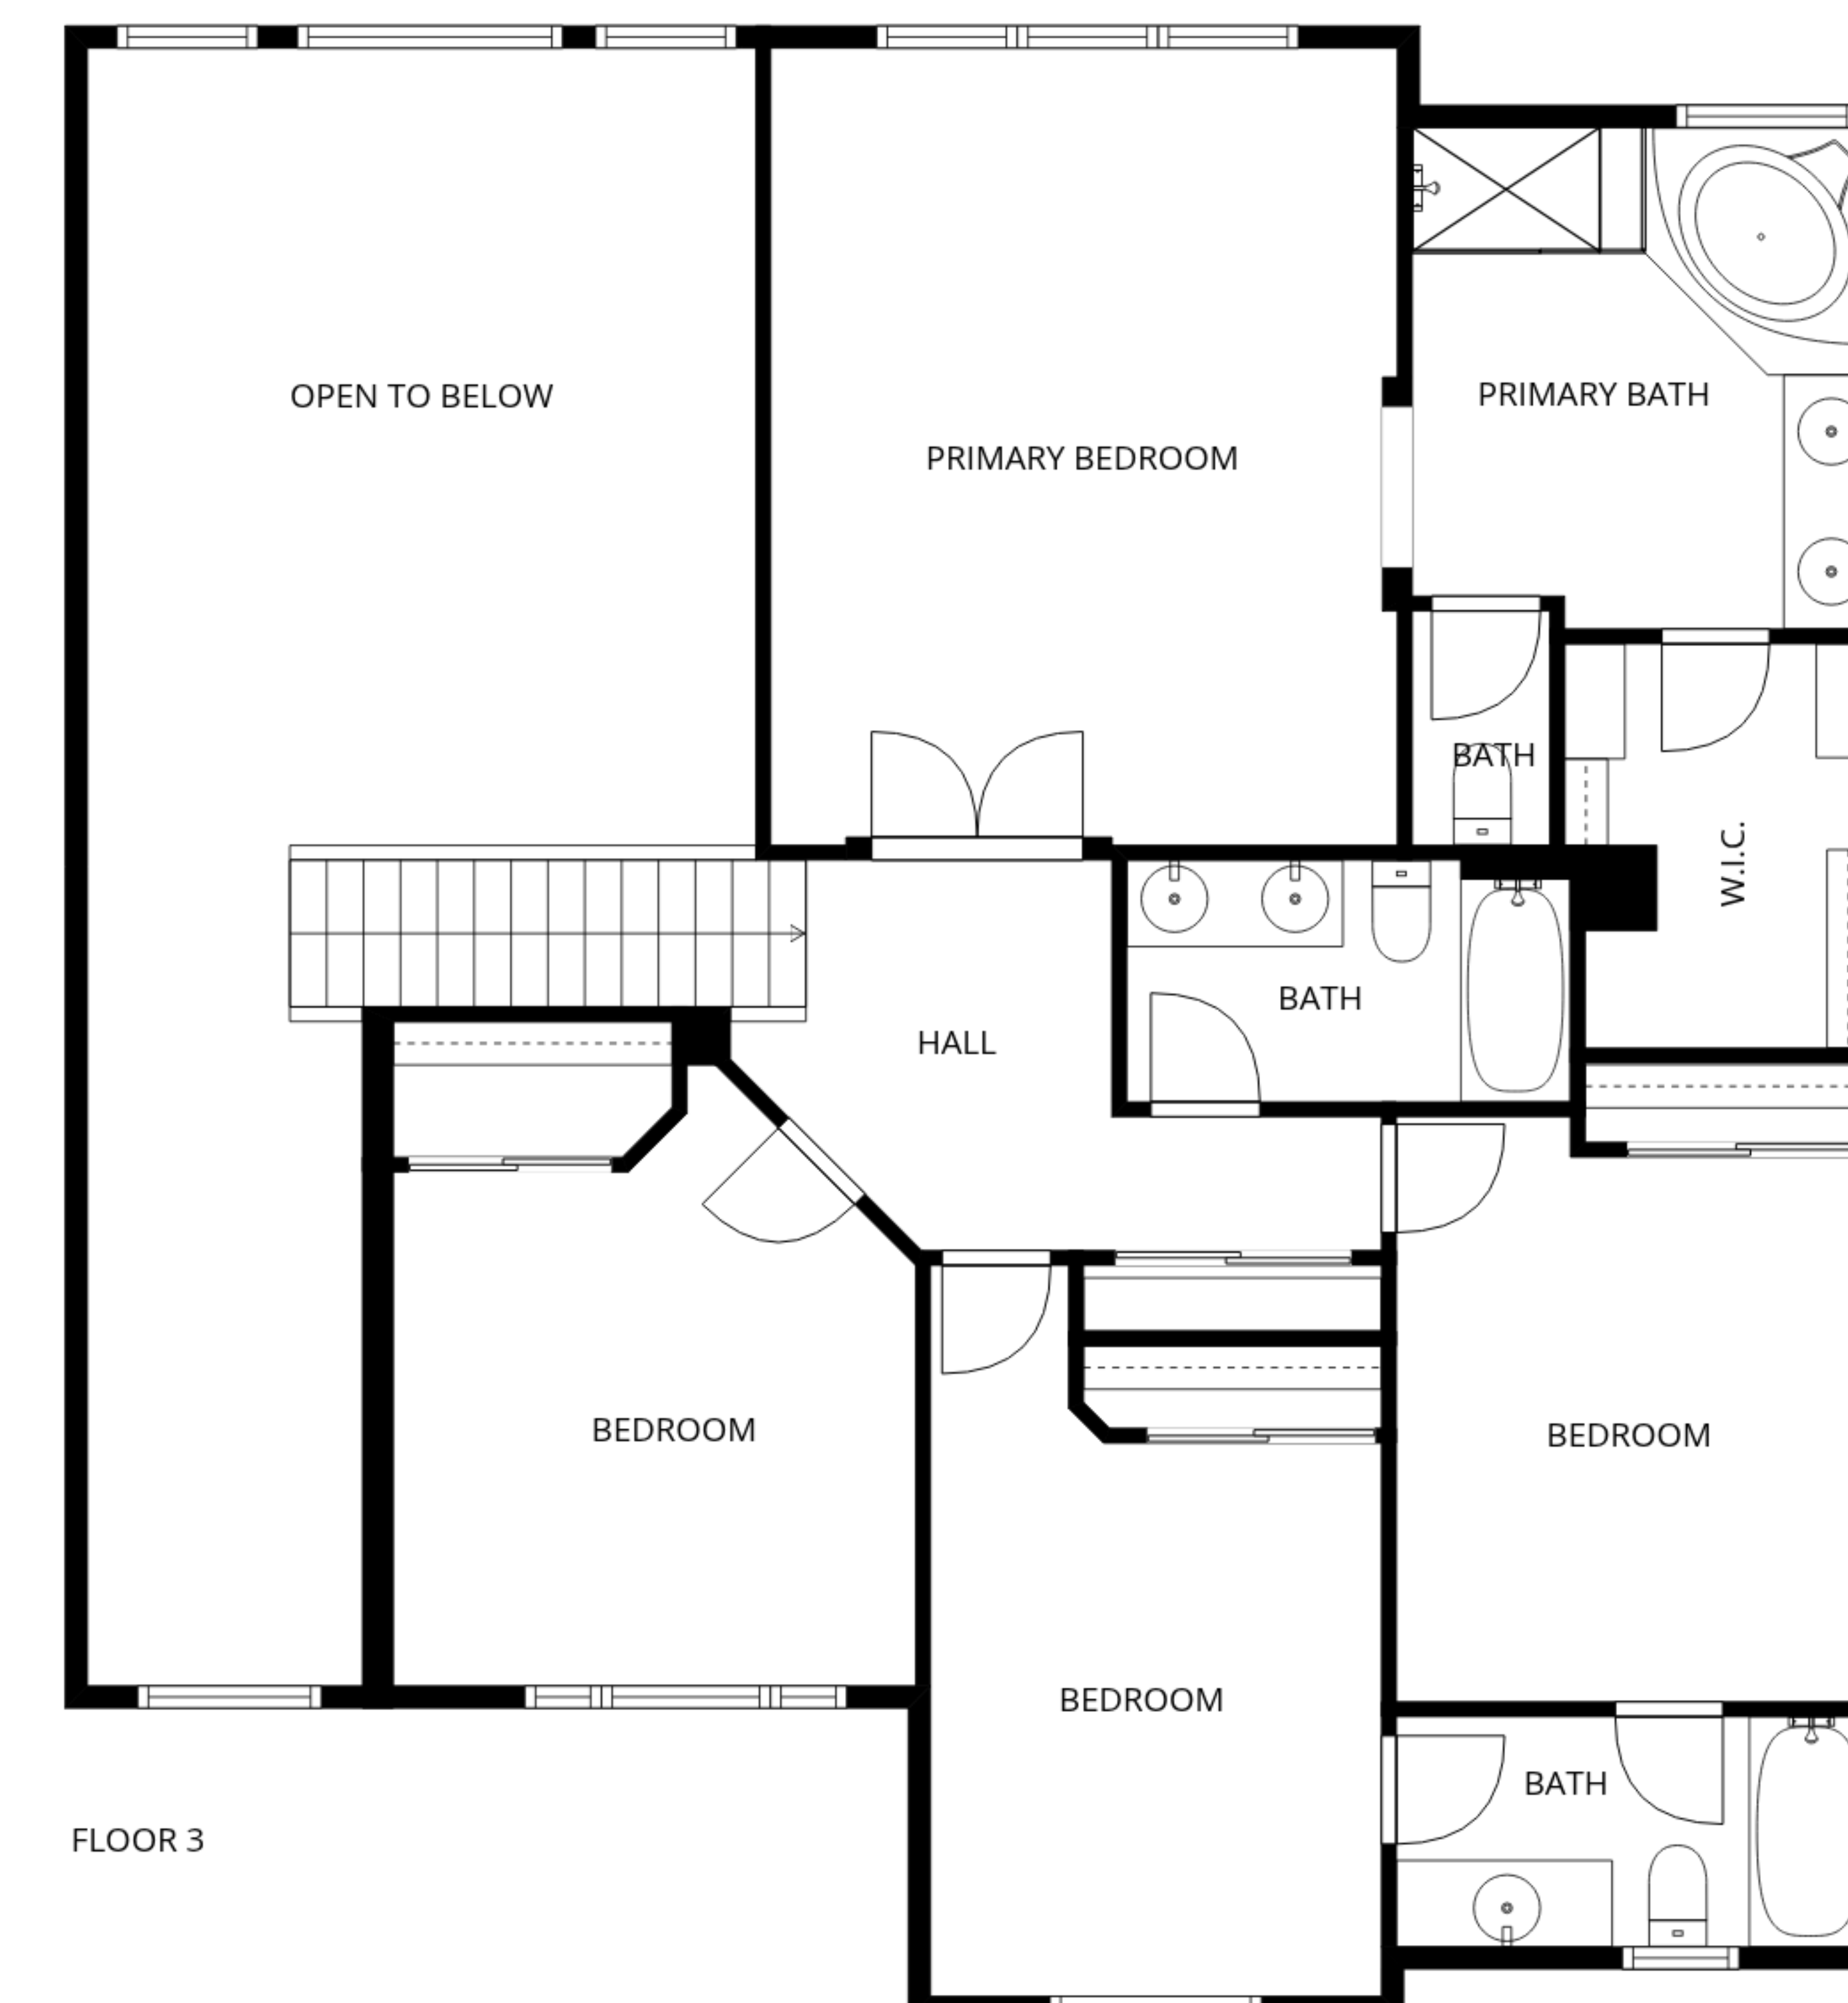 OPEN TO BELOW
PRIMARY BATH
PRIMARY BEDROOM
BATH
W.I.C.
BATH
HALL
BEDROOM
BEDROOM
BEDROOM
BATH
FLOOR 3